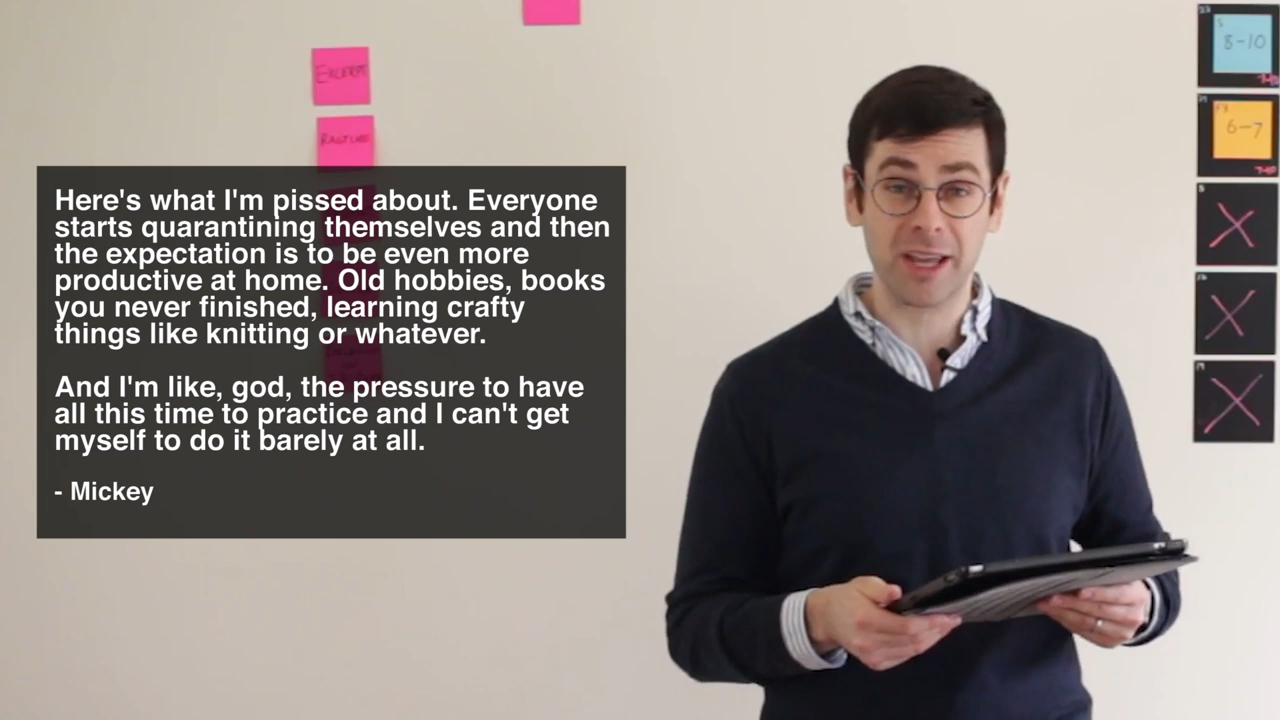 EXCERPT
RAGTIME
8-10
6-7
Here's what I'm pissed about. Everyone
starts quarantining themselves and then
the expectation is to be even more
productive at home. Old hobbies, books
you never finished, learning crafty
things like knitting or whatever.
And I'm like, god, the pressure to have
all this time to practice and I can't get
myself to do it barely at all.
- Mickey